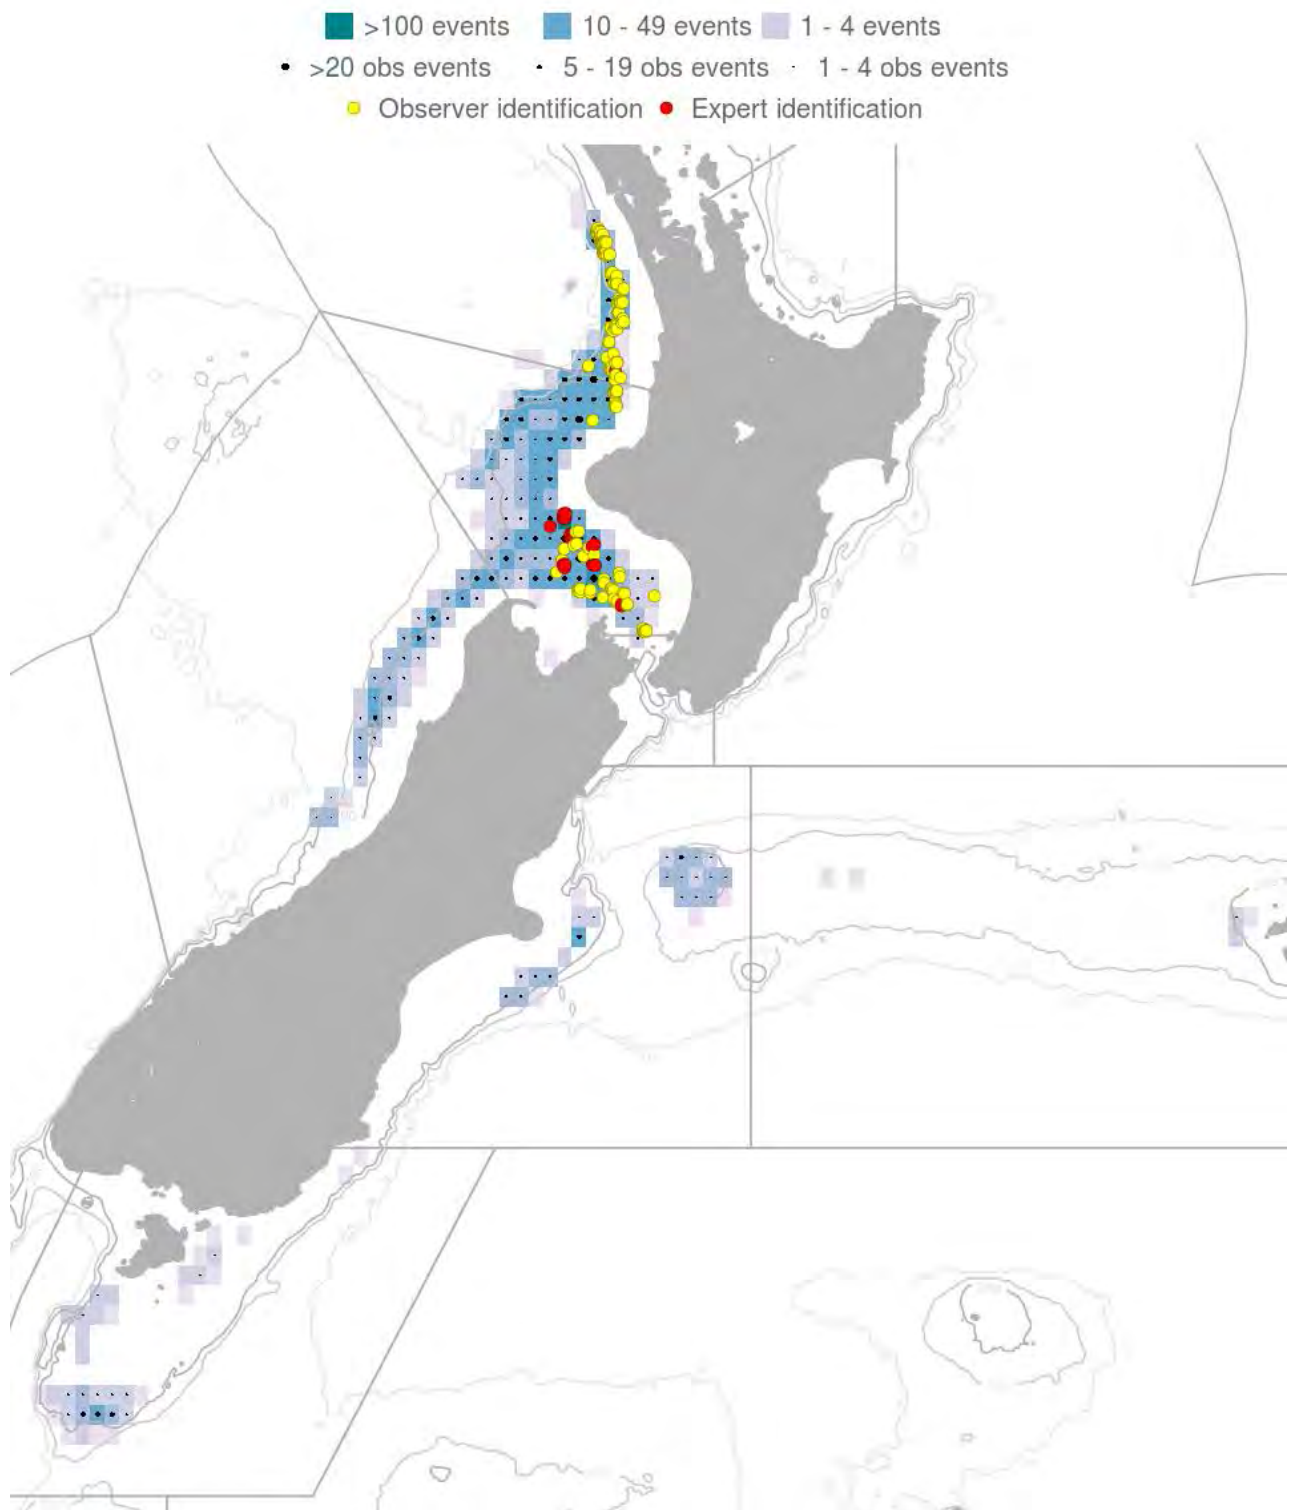 >100 events 10 - 49 events 1 - 4 events
>20 obs events 5 - 19 obs events 1 - 4 obs events
Observer identification Expert identification